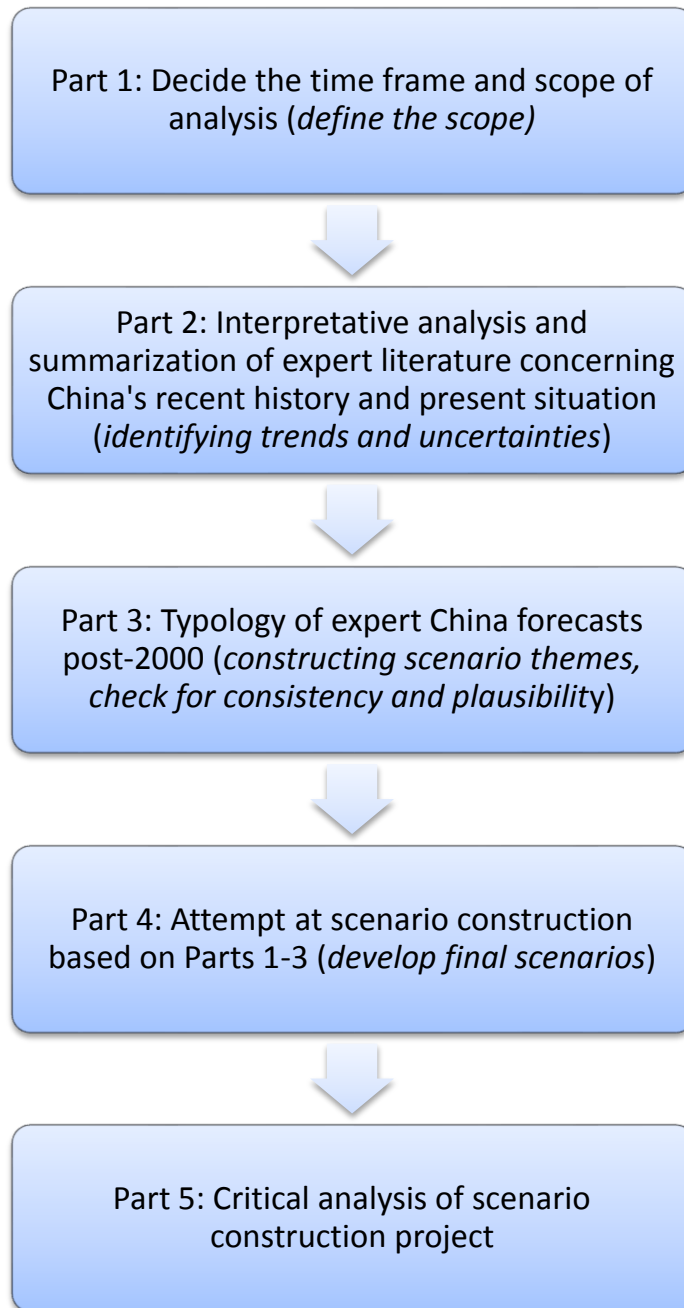 Part 1: Decide the time frame and scope of
analysis (define the scope)
Part 2: Interpretative analysis and
summarization of expert literature concerning
China's recent history and present situation
(identifying trends and uncertainties)
Part 3: Typology of expert China forecasts
post-2000 (constructing scenario themes,
check for consistency and plausibility)
Part 4: Attempt at scenario construction
based on Parts 1-3 (develop final scenarios)
Part 5: Critical analysis of scenario
construction project